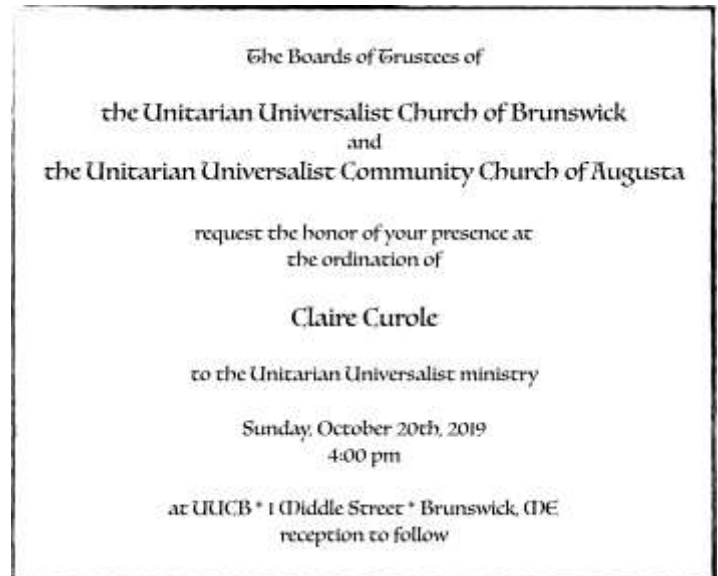 The Boards of Trustees of
the Unitarian Universalist Church of Brunswick
and
the Unitarian Universalist Community Church of Augusta
request the honor of your presence at
the ordination of
Claire Curole
to the Unitarian Universalist ministry
Sunday, October 20th, 2019
4:00 pm
at UUCB * 1 Middle Street * Brunswick, ME
reception to follow